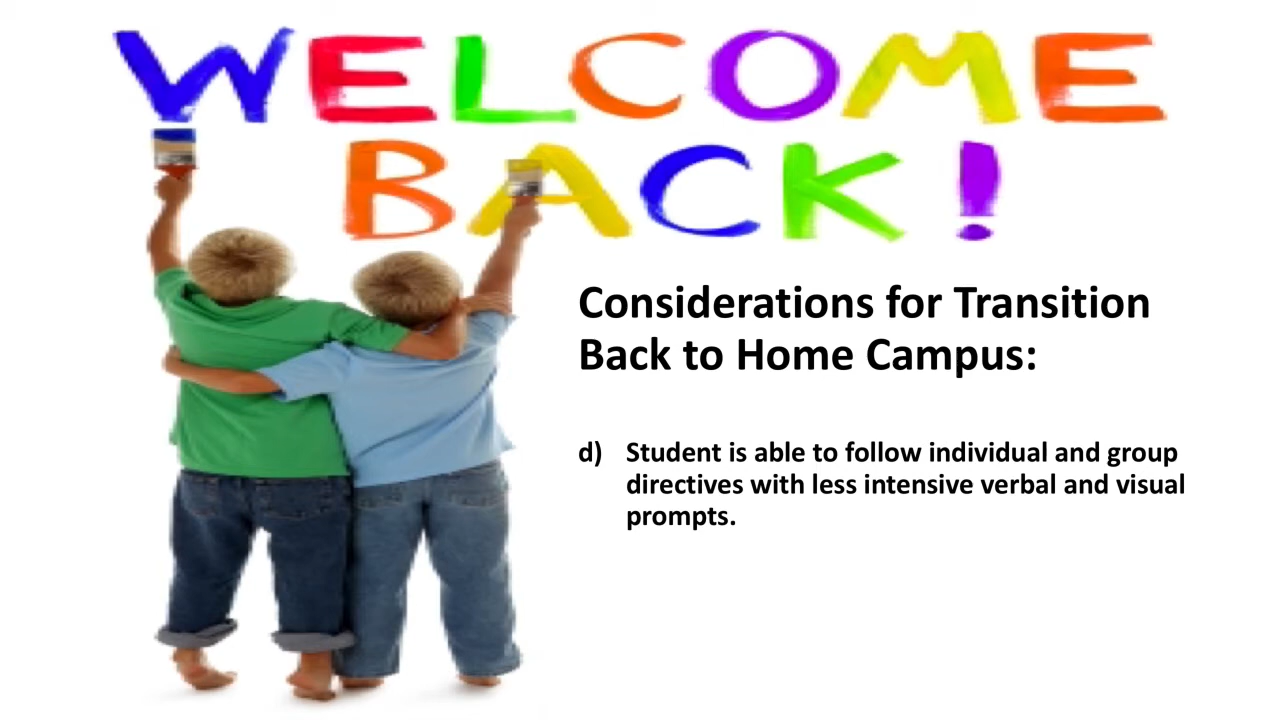 WELCOME
BACK!
Considerations for Transition
Back to Home Campus:
d) Student is able to follow individual and group
directives with less intensive verbal and visual
prompts.